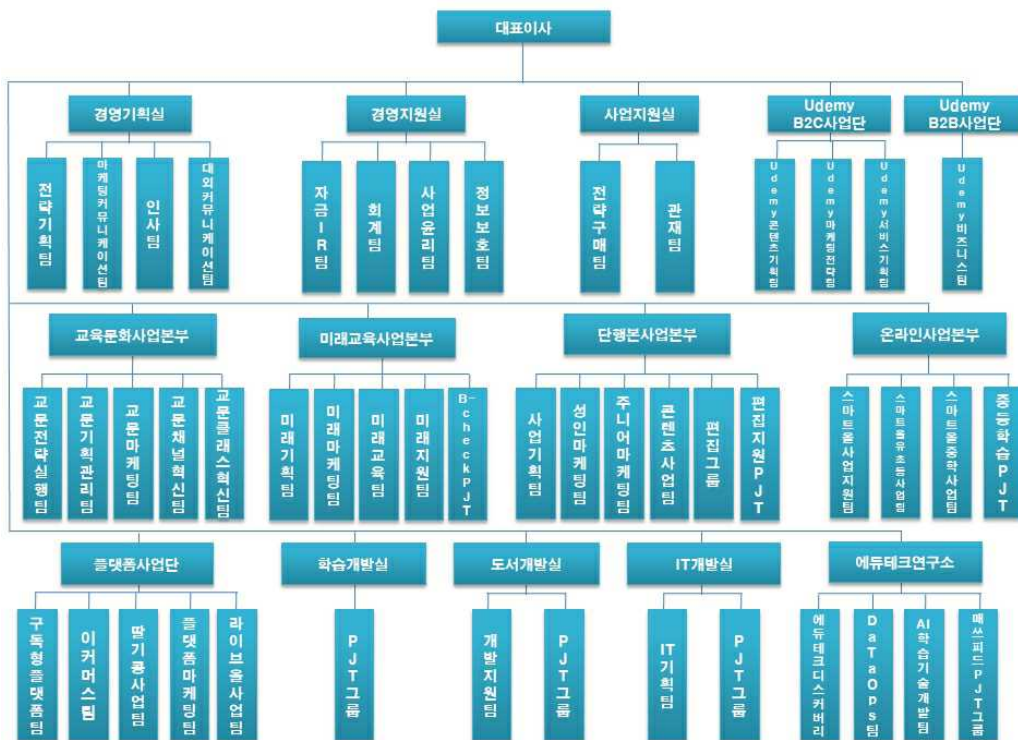 대표이사
경영기획실
경영지원실
사업지원실
Udemy
B2C사업단
Udemy
B2B사업단
전략기획팀
마케팅커뮤니케이션팀
인사팀
대외커뮤니케이션팀
자금IR팀
회계팀
사업윤리팀
정보보호팀
전략구매팀
관재팀
Udemy콘텐츠기획팀
Udemy마케팅전략팀
Udemy서비스기획팀
Udemy비즈니스팀
교육문화사업본부
미래교육사업본부
단행본사업본부
온라인사업본부
교문전략실행팀
교문기획관리팀
교문마케팅팀
교문채널혁신팀
교문클래스혁신팀
미래기획팀
미래마케팅팀
미래교육팀
미래지원팀
B-checkPJT
사업기획팀
성인마케팅팀
주니어마케팅팀
콘텐츠사업팀
편집그룹
편집지원PJT
스마트올사업지원팀
스마트올유초등사업팀
스마트올중학사업팀
중등학습PJT
플랫폼사업단
학습개발실
도서개발실
IT개발실
에듀테크연구소
구독형플랫폼팀
이커머스팀
딸기콩사업팀
플랫폼마케팅팀
라이브올사업팀
PJT그룹
개발지원팀
PJT그룹
IT기획팀
PJT그룹
에듀테크디스커버리
DaTaOps팀
AI학습기술개발팀
매쓰피드PJT그룹